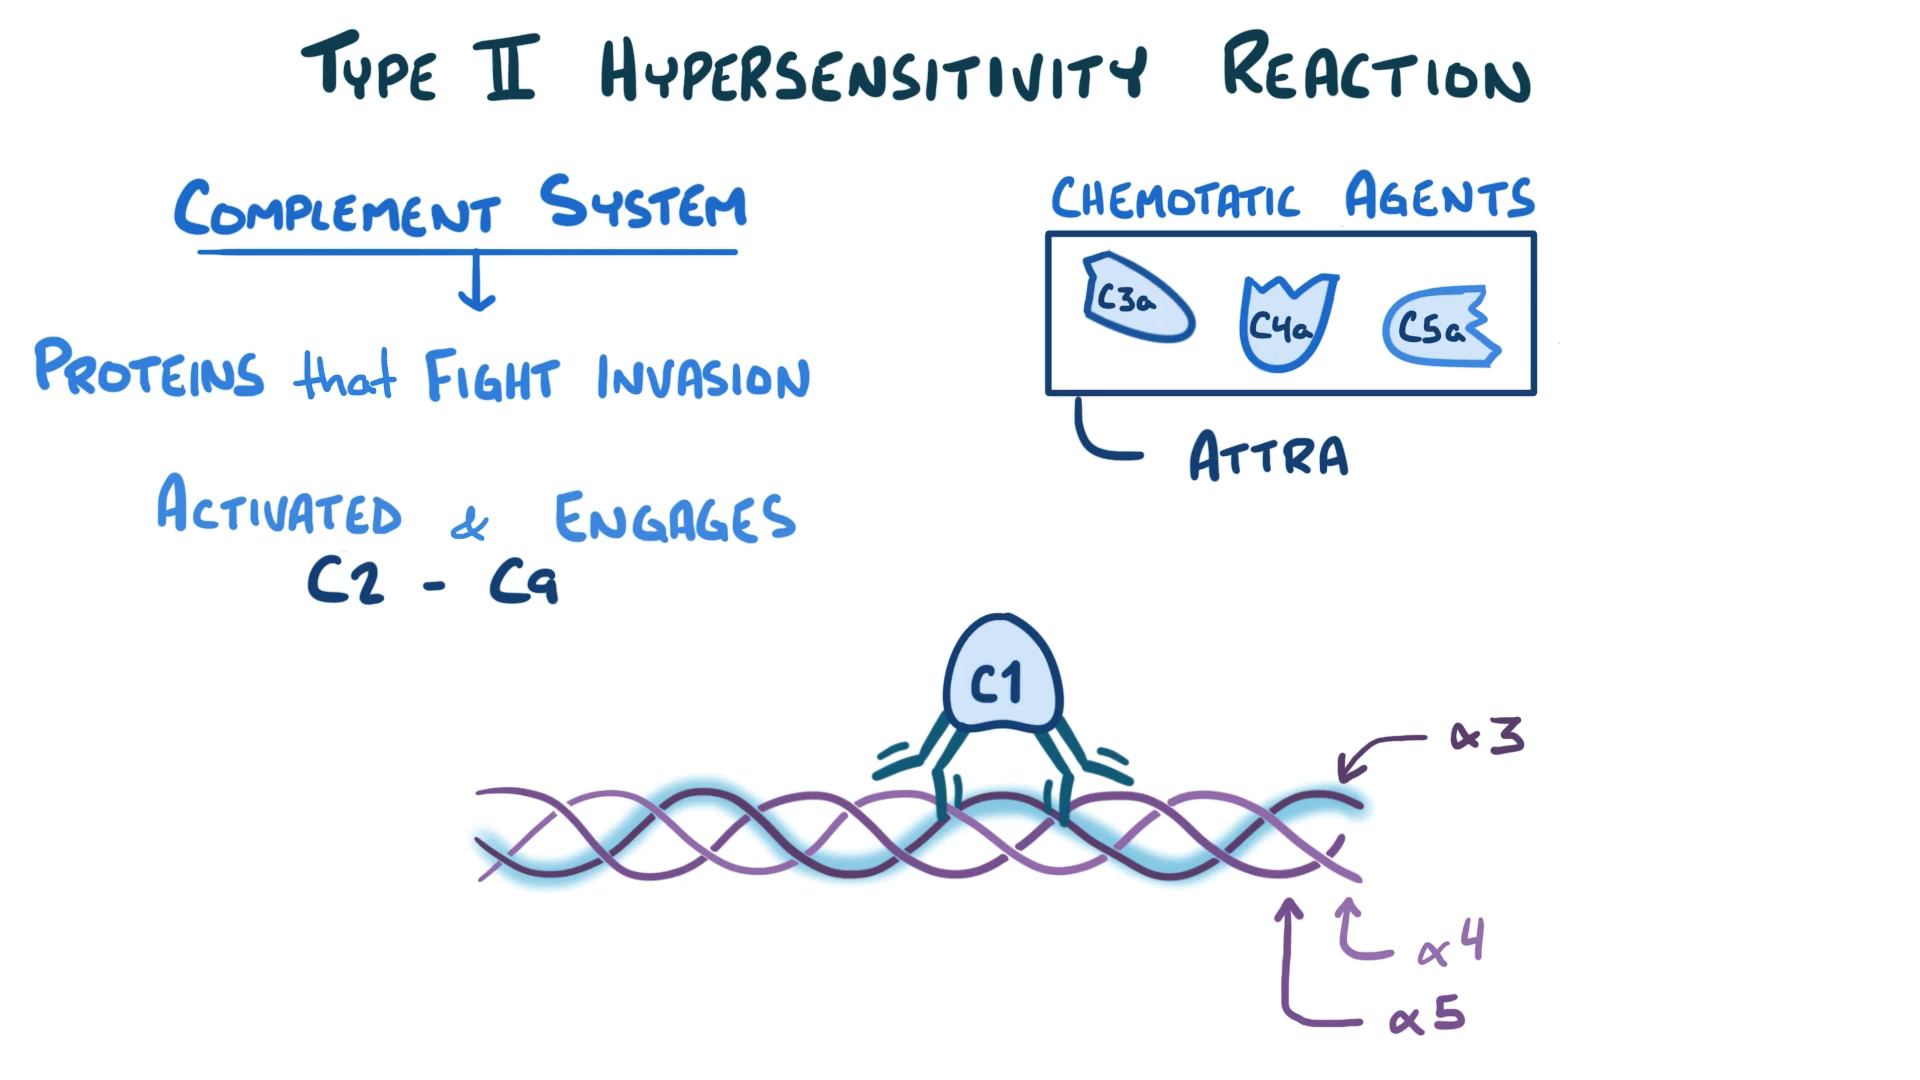 TYPE II HYPERSENSITIVITY REACTION
COMPLEMENT SYSTEM
PROTEINS that FIGHT INVASION
ACTIVATED & ENGAGES
C2 - C9
CHEMOTATIC AGENTS
C3a C4a C5a
ATTRA
C1
α3
α4
α5